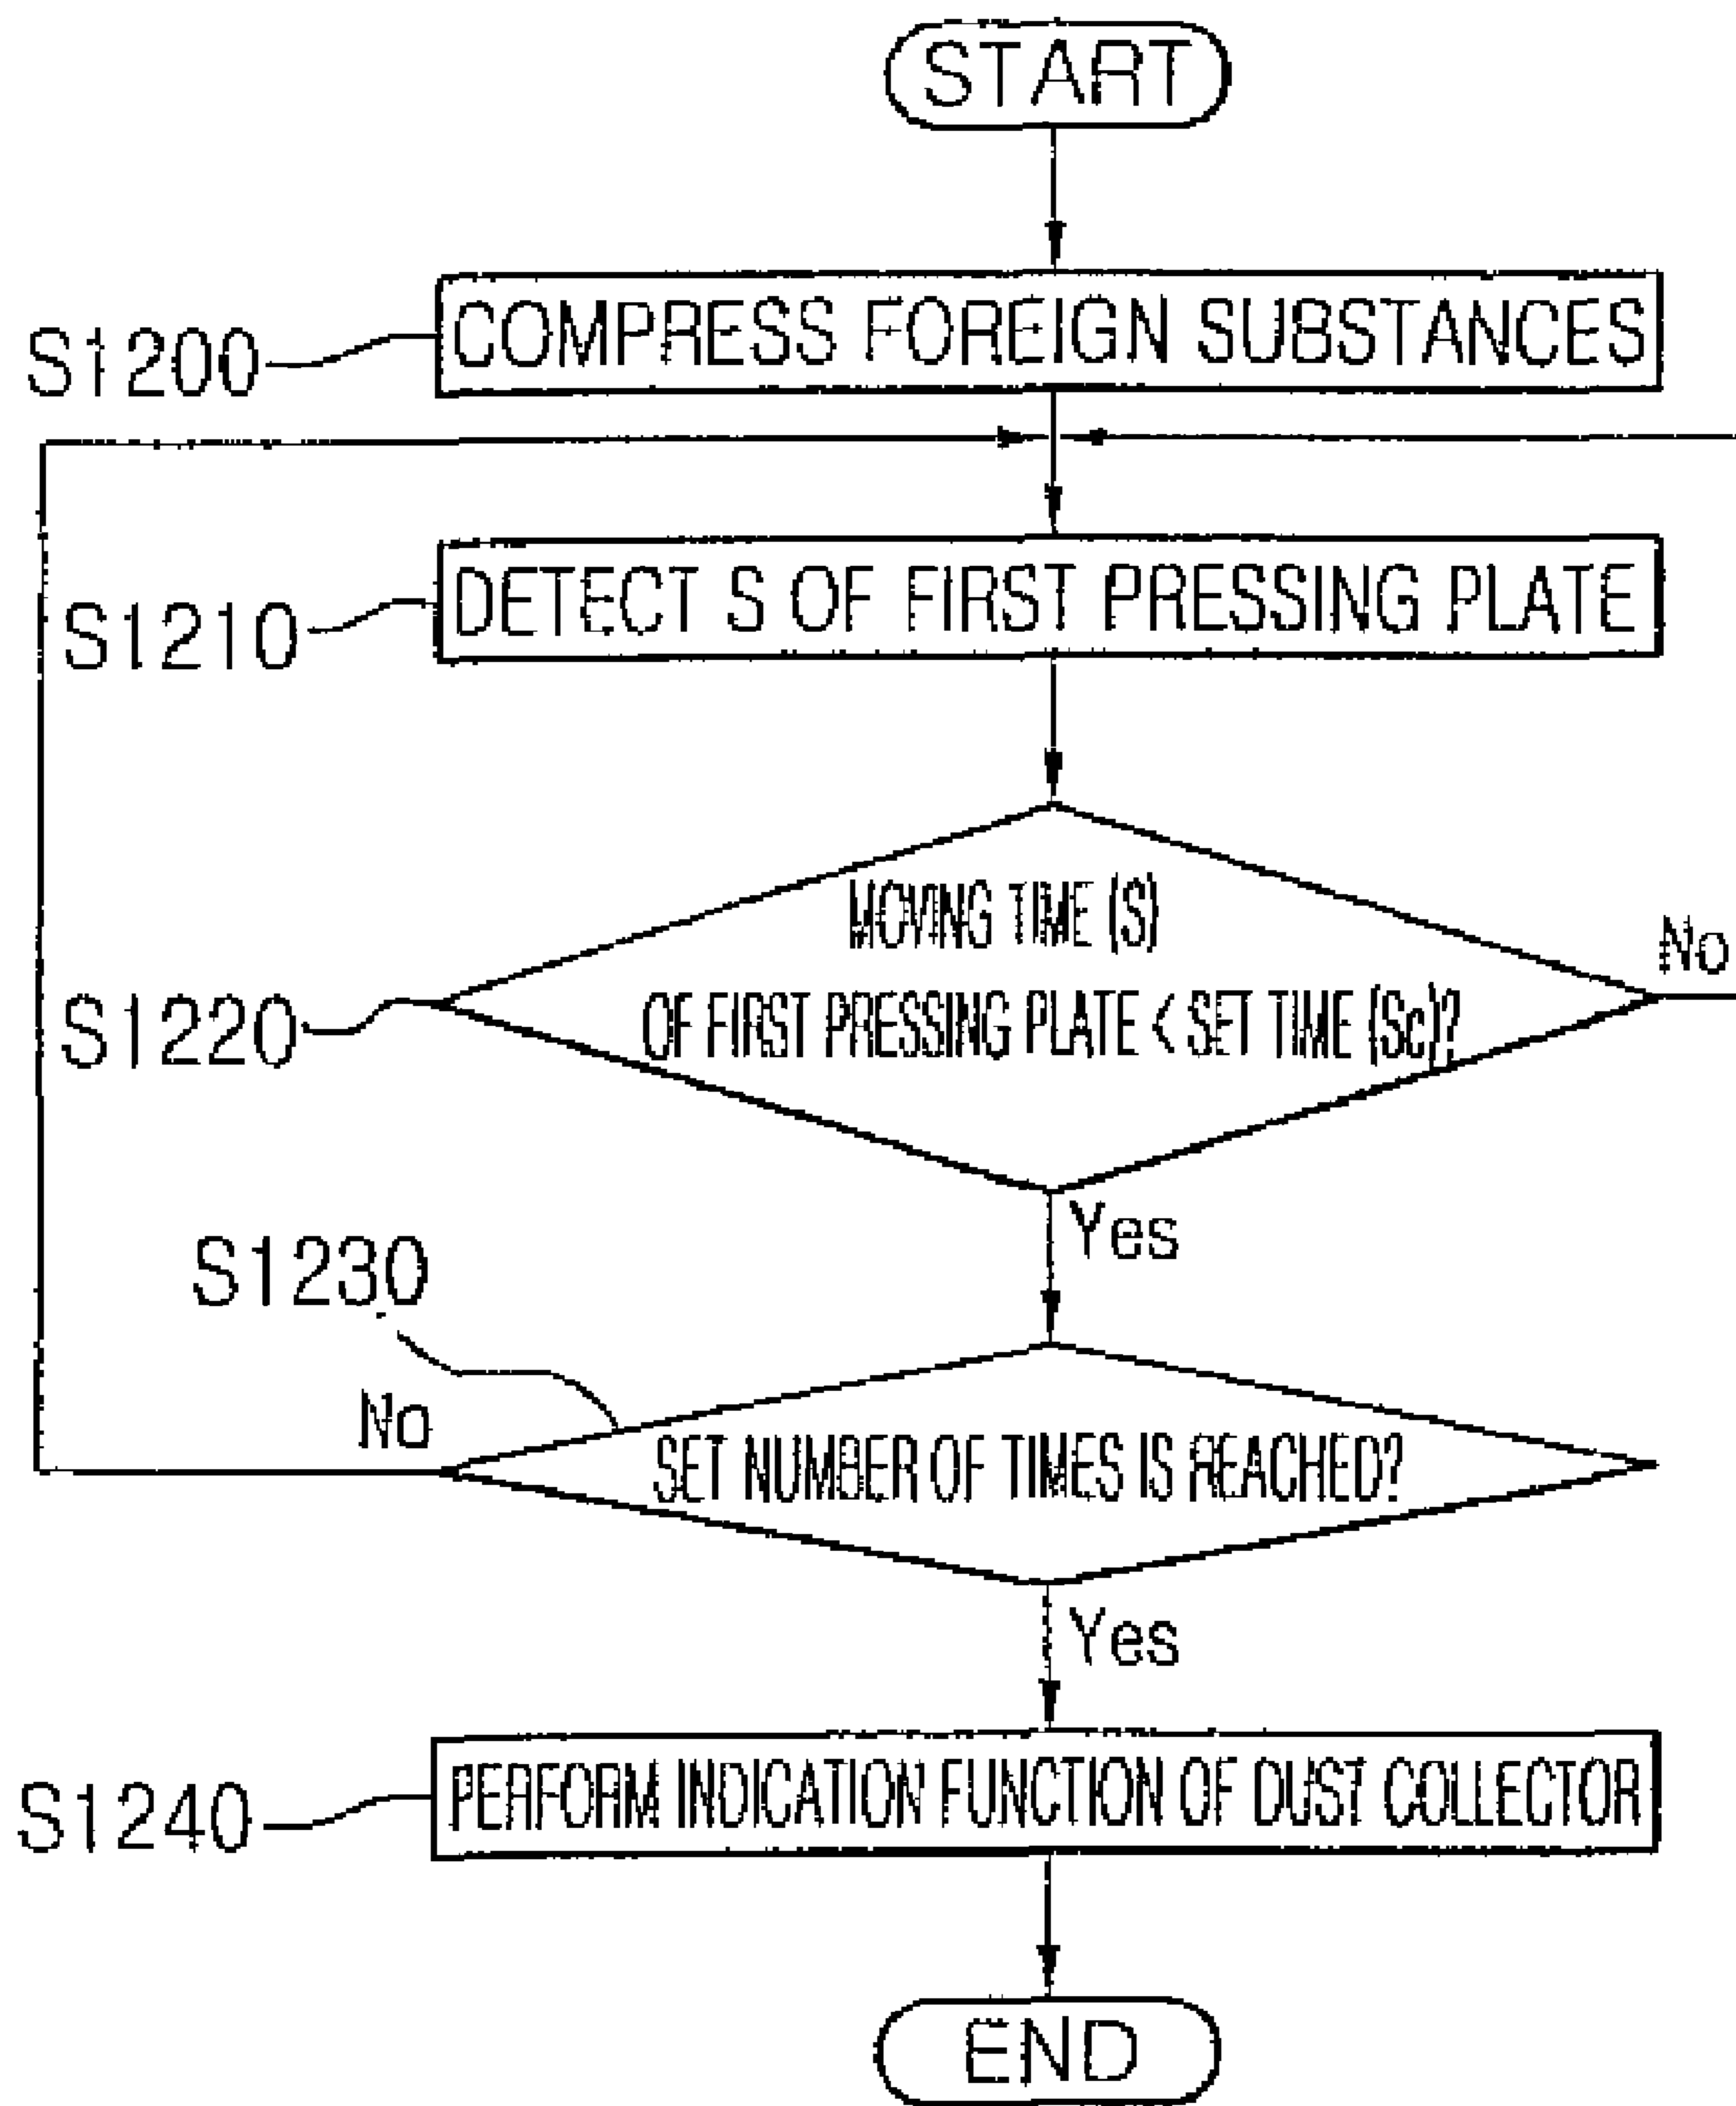 START
S1200
COMPRESS FOREIGN SUBSTANCES
S1210
DETECT S OF FIRST PRESSING PLATE
S1220
MOVING TIME (S)
OF FIRST PRESSING PLATE < SET TIME (Sc)?
No
Yes
S1230
No
SET NUMBER OF TIMES IS REACHED?
Yes
S1240
PERFORM INDICATION FUNCTION OF DUST COLLECTOR
END